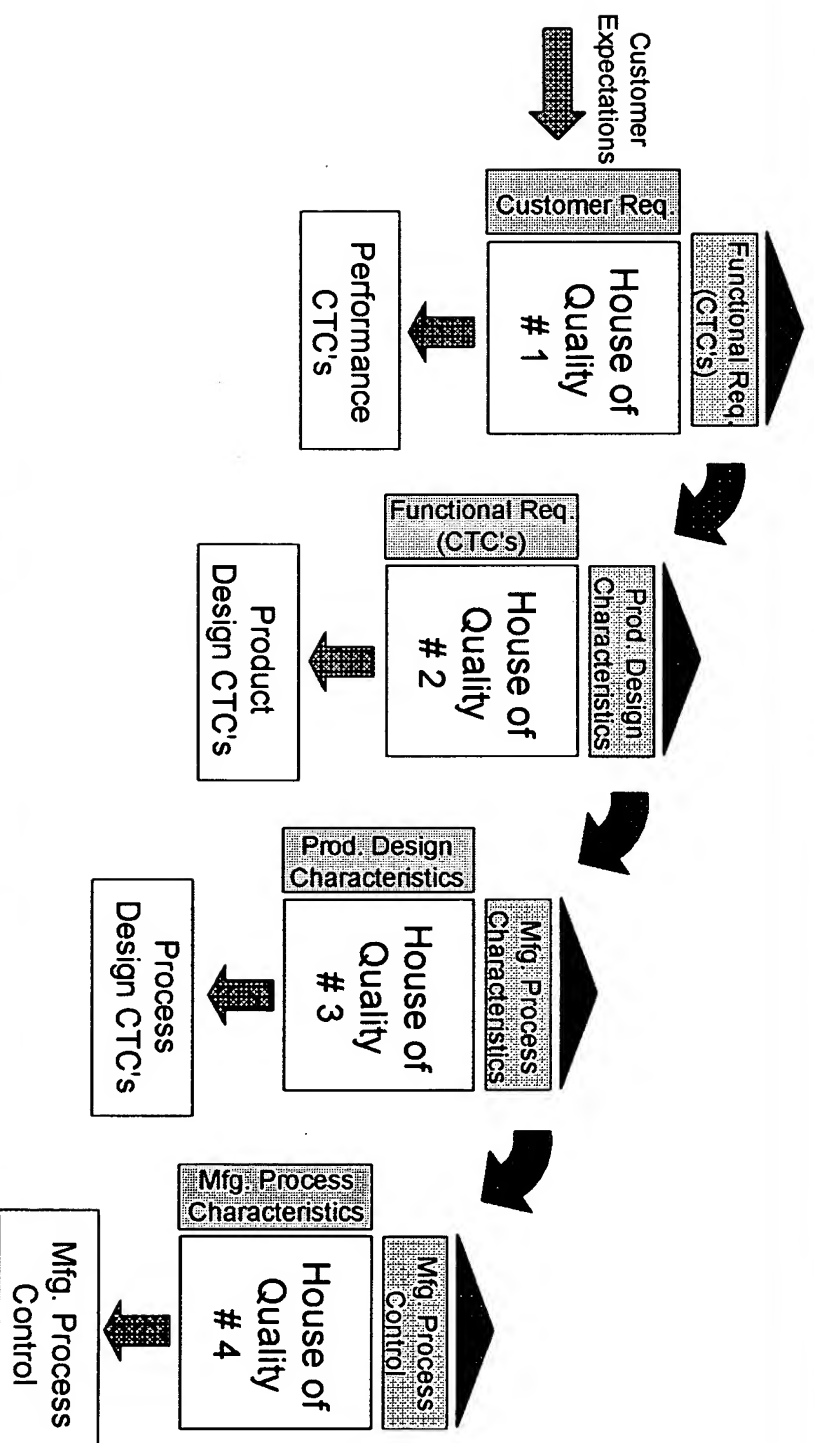 Customer
Expectations
Customer Req.
Functional Req.
(CTC's)
House of
Quality
# 1
Performance
CTC's
Functional Req.
(CTC's)
Prod. Design
Characteristics
House of
Quality
# 2
Product
Design CTC's
Prod. Design
Characteristics
Mfg. Process
Characteristics
House of
Quality
# 3
Process
Design CTC's
Mfg. Process
Characteristics
Mfg. Process
Control
House of
Quality
# 4
Mfg. Process
Control